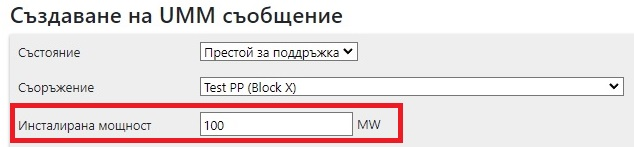 Създаване на UMM съобщение
Състояние Престой за поддръжка
Съоръжение Test PP (Block X)
Инсталирана мощност 100 MW